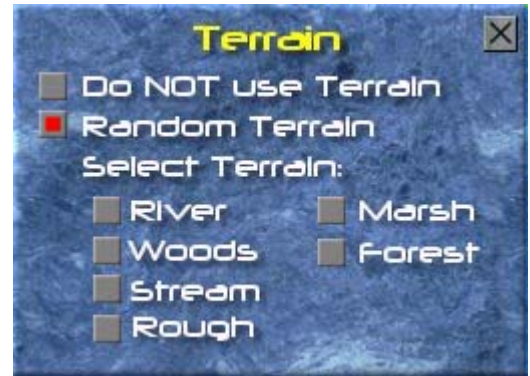 Terrain
Do NOT use Terrain
Random Terrain
Select Terrain:
River Marsh
Woods Forest
Stream
Rough